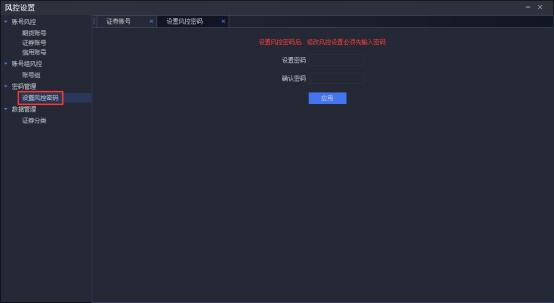 风控设置
账号风控
期货账号
证券账号
信用账号
账号组风控
账号组
密码管理
设置风控密码
数据管理
证券分类
证券账号
设置风控密码
设置风控密码后，修改风控设置必须先输入密码
设置密码
确认密码
应用